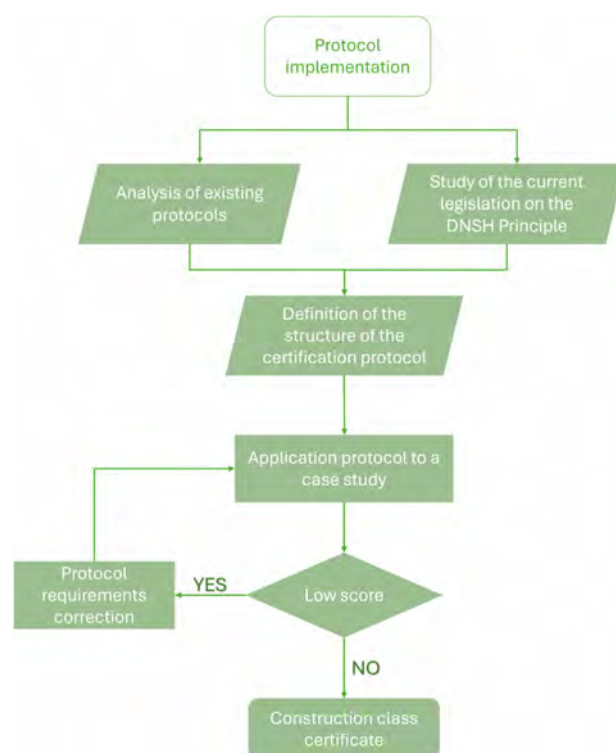 Protocol
implementation
Analysis of existing
protocols
Study of the current
legislation on the
DNSH Principle
Definition of the
structure of the
certification protocol
Application protocol to a
case study
Low score
YES
Protocol
requirements
correction
NO
Construction class
certificate